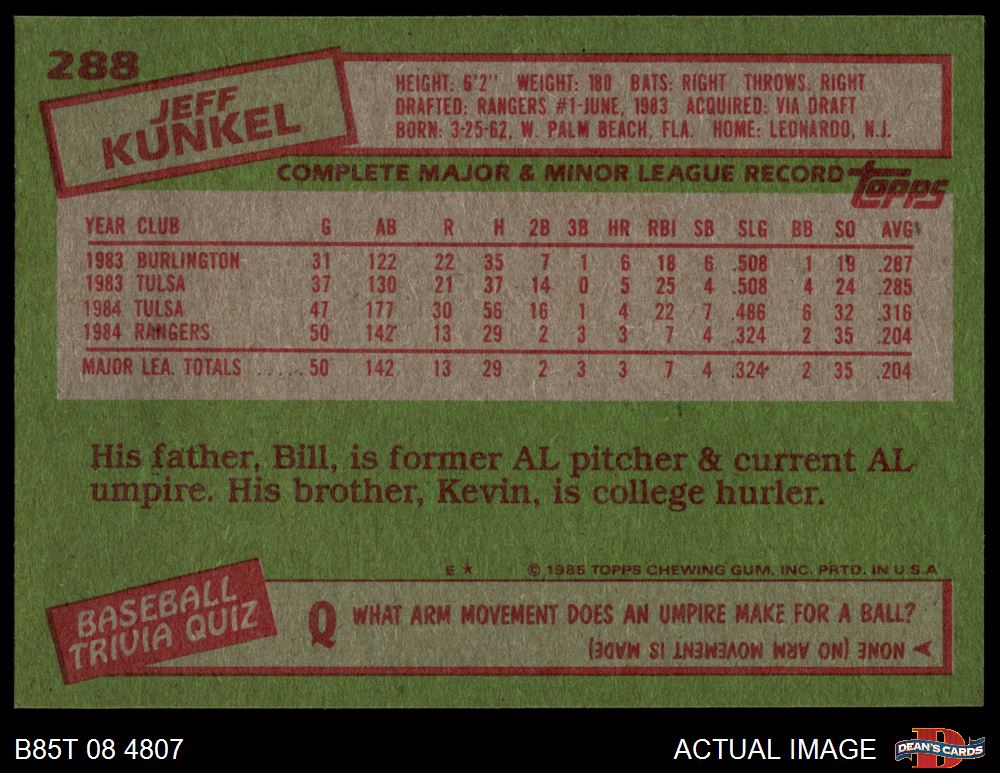 288
JEFF
KUNKEL
HEIGHT: 6'2" WEIGHT: 180 BATS: RIGHT THROWS: RIGHT
DRAFTED: RANGERS #1-JUNE, 1983 ACQUIRED: VIA DRAFT
BORN: 3-25-62, W. PALM BEACH, FLA. HOME: LEONARDO, N.J.
COMPLETE MAJOR & MINOR LEAGUE RECORD topps
YEAR CLUB G AB R H 2B 3B HR RBI SB SLG BB SO AVG
1983 BURLINGTON 31 122 22 35 7 1 6 18 6 .508 1 19 .287
1983 TULSA 37 130 21 37 14 0 5 25 4 .508 4 24 .285
1984 TULSA 47 177 30 56 16 1 4 22 7 .486 6 32 .316
1984 RANGERS 50 142 13 29 2 3 3 7 4 .324 2 35 .204
MAJOR LEA. TOTALS ..... 50 142 13 29 2 3 3 7 4 .324 2 35 .204
His father, Bill, is former AL pitcher & current AL
umpire. His brother, Kevin, is college hurler.
E ★ © 1985 TOPPS CHEWING GUM, INC. PRTD. IN U.S.A
BASEBALL
TRIVIA QUIZ
Q WHAT ARM MOVEMENT DOES AN UMPIRE MAKE FOR A BALL?
NONE (NO ARM MOVEMENT IS MADE)
B85T 08 4807
ACTUAL IMAGE
DEAN'S CARDS